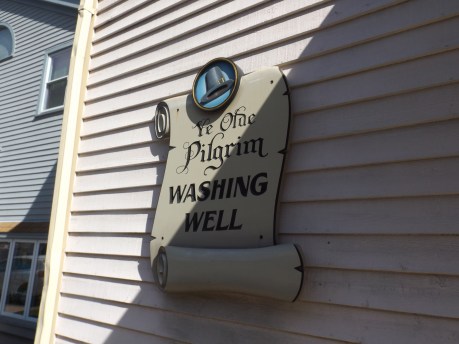 Ye Olde
Pilgrim
WASHING
WELL